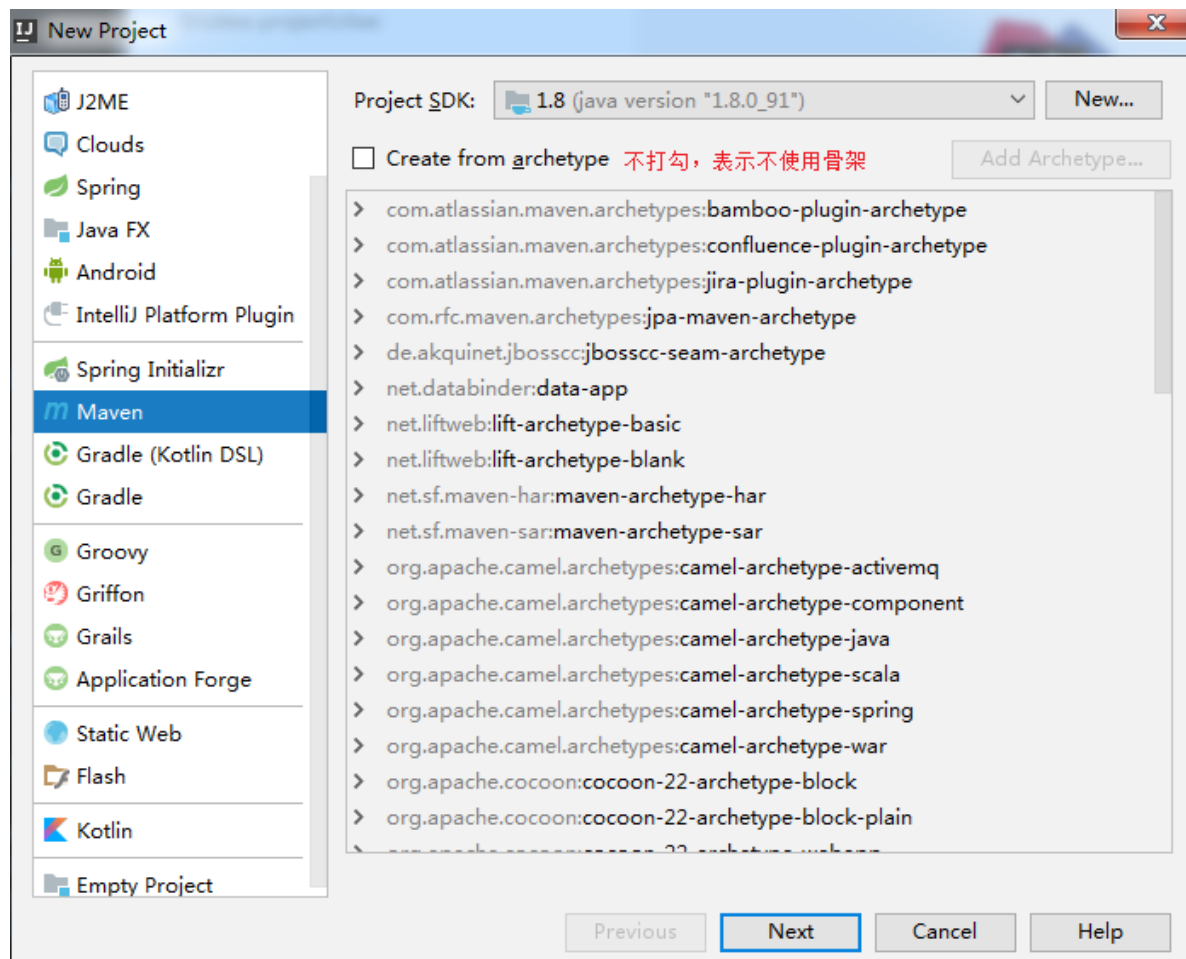 New Project
J2ME
Clouds
Spring
Java FX
Android
IntelliJ Platform Plugin
Spring Initializr
Maven
Gradle (Kotlin DSL)
Gradle
Groovy
Griffon
Grails
Application Forge
Static Web
Flash
Kotlin
Empty Project
Project SDK: 1.8 (java version "1.8.0_91") New...
Create from archetype 不打勾，表示不使用骨架 Add Archetype...
com.atlassian.maven.archetypes:bamboo-plugin-archetype
com.atlassian.maven.archetypes:confluence-plugin-archetype
com.atlassian.maven.archetypes:jira-plugin-archetype
com.rfc.maven.archetypes:jpa-maven-archetype
de.akquinet.jbosscc:jbosscc-seam-archetype
net.databinder:data-app
net.liftweb:lift-archetype-basic
net.liftweb:lift-archetype-blank
net.sf.maven-har:maven-archetype-har
net.sf.maven-sar:maven-archetype-sar
org.apache.camel.archetypes:camel-archetype-activemq
org.apache.camel.archetypes:camel-archetype-component
org.apache.camel.archetypes:camel-archetype-java
org.apache.camel.archetypes:camel-archetype-scala
org.apache.camel.archetypes:camel-archetype-spring
org.apache.camel.archetypes:camel-archetype-war
org.apache.cocoon:cocoon-22-archetype-block
org.apache.cocoon:cocoon-22-archetype-block-plain
org.apache.cocoon:cocoon-22-archetype-webapp
Previous Next Cancel Help